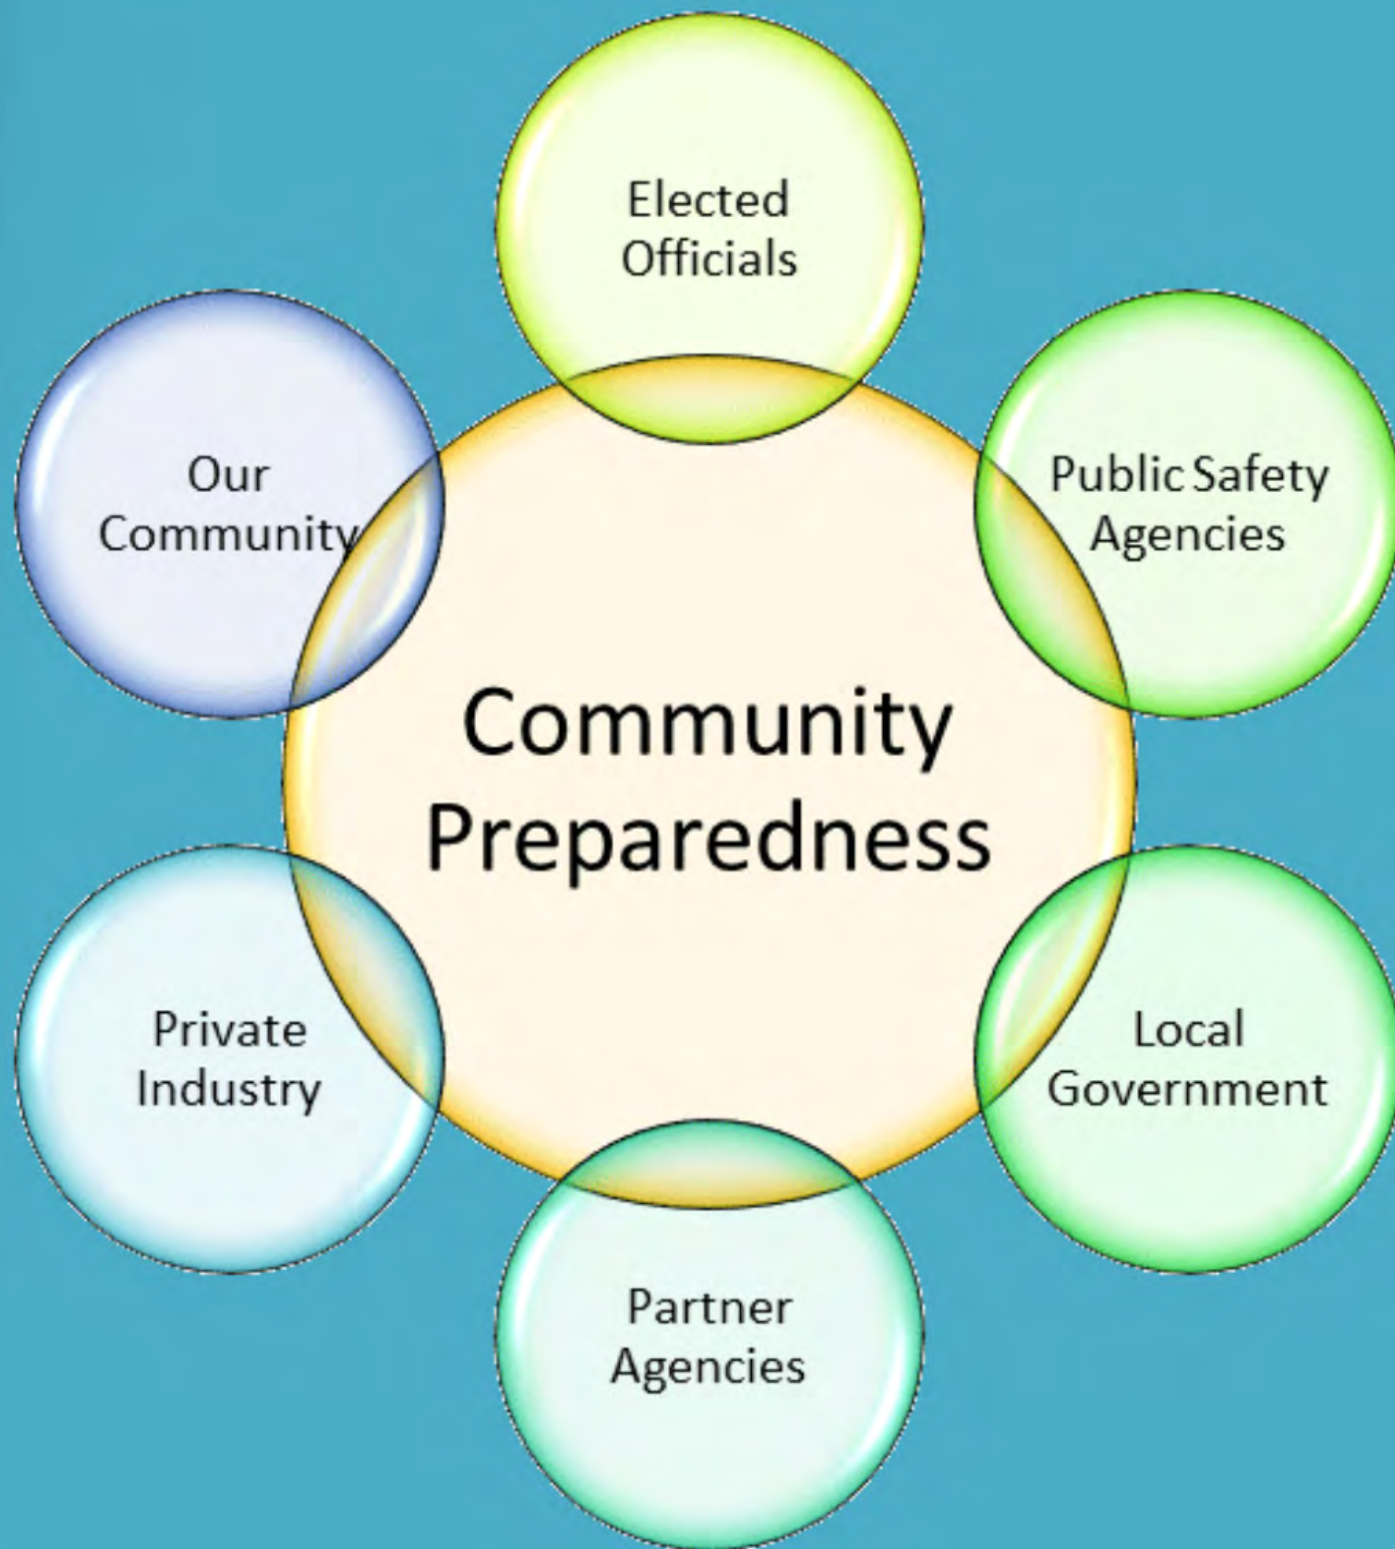 Elected
Officials
Our
Community
Public Safety
Agencies
Community
Preparedness
Private
Industry
Local
Government
Partner
Agencies